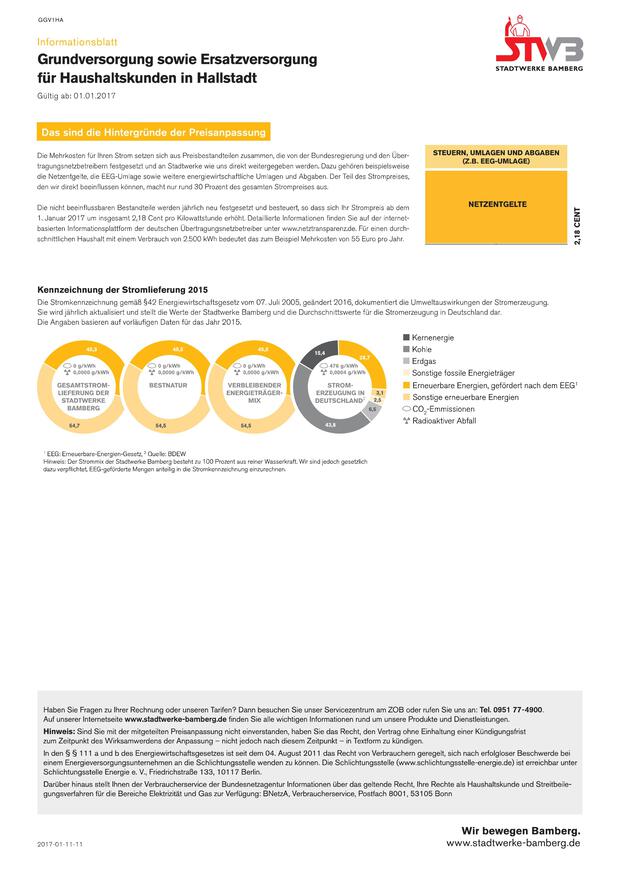 GGV1HA
Informationsblatt
Grundversorgung sowie Ersatzversorgung
für Haushaltskunden in Hallstadt
Gültig ab: 01.01.2017
STWB
STADTWERKE BAMBERG
Das sind die Hintergründe der Preisanpassung
Die Mehrkosten für Ihren Strom setzen sich aus Preisbestandteilen zusammen, die von der Bundesregierung und den Über-
tragungsnetzbetreibern festgelegt und an Stadtwerke wie uns direkt weitergegeben werden. Dazu gehören beispielsweise
die Netzentgelte, die EEG-Umlage sowie weitere energiewirtschaftliche Umlagen und Abgaben. Der Teil des Strompreises,
den wir direkt beeinflussen können, macht nur rund 30 Prozent des gesamten Strompreises aus.
Die nicht beeinflussbaren Bestandteile werden jährlich neu festgelegt und besteuert, so dass sich Ihr Strompreis ab dem
1. Januar 2017 um insgesamt 2,18 Cent pro Kilowattstunde erhöht. Detaillierte Informationen finden Sie auf der internet-
basierten Informationsplattform der deutschen Übertragungsnetzbetreiber unter www.netztransparenz.de. Für einen durch-
schnittlichen Haushalt mit einem Verbrauch von 2.500 kWh bedeutet das zum Beispiel Mehrkosten von 55 Euro pro Jahr.
STEUERN, UMLAGEN UND ABGABEN
(Z.B. EEG-UMLAGE)
NETZENTGELTE
2,18 CENT
Kennzeichnung der Stromlieferung 2015
Die Stromkennzeichnung gemäß §42 Energiewirtschaftsgesetz vom 07. Juli 2005, geändert 2016, dokumentiert die Umweltauswirkungen der Stromerzeugung.
Sie wird jährlich aktualisiert und stellt die Werte der Stadtwerke Bamberg und die Durchschnittswerte für die Stromerzeugung in Deutschland dar.
Die Angaben basieren auf vorläufigen Daten für das Jahr 2015.
0 g/kWh
0,0000 g/kWh
GESAMTSTROM-
LIEFERUNG DER
STADTWERKE
BAMBERG
54,7
0 g/kWh
0,0000 g/kWh
BESTNATUR
54,5
0 g/kWh
0,0000 g/kWh
VERBLEIBENDER
ENERGIETRÄGER-
MIX
54,5
15,4
28,7
476 g/kWh
0,0004 g/kWh
STROM-
ERZEUGUNG IN
DEUTSCHLAND²
3,1
2,5
6,5
43,8
Kernenergie
Kohle
Erdgas
Sonstige fossile Energieträger
Erneuerbare Energien, gefördert nach dem EEG¹
Sonstige erneuerbare Energien
CO₂-Emmissionen
Radioaktiver Abfall
¹ EEG: Erneuerbare-Energien-Gesetz, ² Quelle: BDEW
Hinweis: Der Strommix der Stadtwerke Bamberg besteht zu 100 Prozent aus reiner Wasserkraft. Wir sind jedoch gesetzlich
dazu verpflichtet, EEG-geförderte Mengen anteilig in die Stromkennzeichnung einzurechnen.
Haben Sie Fragen zu Ihrer Rechnung oder unseren Tarifen? Dann besuchen Sie unser Servicezentrum am ZOB oder rufen Sie uns an: Tel. 0951 77-4900.
Auf unserer Internetseite www.stadtwerke-bamberg.de finden Sie alle wichtigen Informationen rund um unsere Produkte und Dienstleistungen.
Hinweis: Sind Sie mit der mitgeteilten Preisanpassung nicht einverstanden, haben Sie das Recht, den Vertrag ohne Einhaltung einer Kündigungsfrist
zum Zeitpunkt des Wirksamwerdens der Anpassung – nicht jedoch nach diesem Zeitpunkt – in Textform zu kündigen.
In den § § 111 a und b des Energiewirtschaftsgesetzes ist seit dem 04. August 2011 das Recht von Verbrauchern geregelt, sich nach erfolgloser Beschwerde bei
einem Energieversorgungsunternehmen an die Schlichtungsstelle wenden zu können. Die Schlichtungsstelle (www.schlichtungsstelle-energie.de) ist erreichbar unter
Schlichtungsstelle Energie e. V., Friedrichstraße 133, 10117 Berlin.
Darüber hinaus stellt Ihnen der Verbraucherservice der Bundesnetzagentur Informationen über das geltende Recht, Ihre Rechte als Haushaltskunde und Streitbeile-
gungsverfahren für die Bereiche Elektrizität und Gas zur Verfügung: BNetzA, Verbraucherservice, Postfach 8001, 53105 Bonn
Wir bewegen Bamberg.
www.stadtwerke-bamberg.de
2017-01-11-11